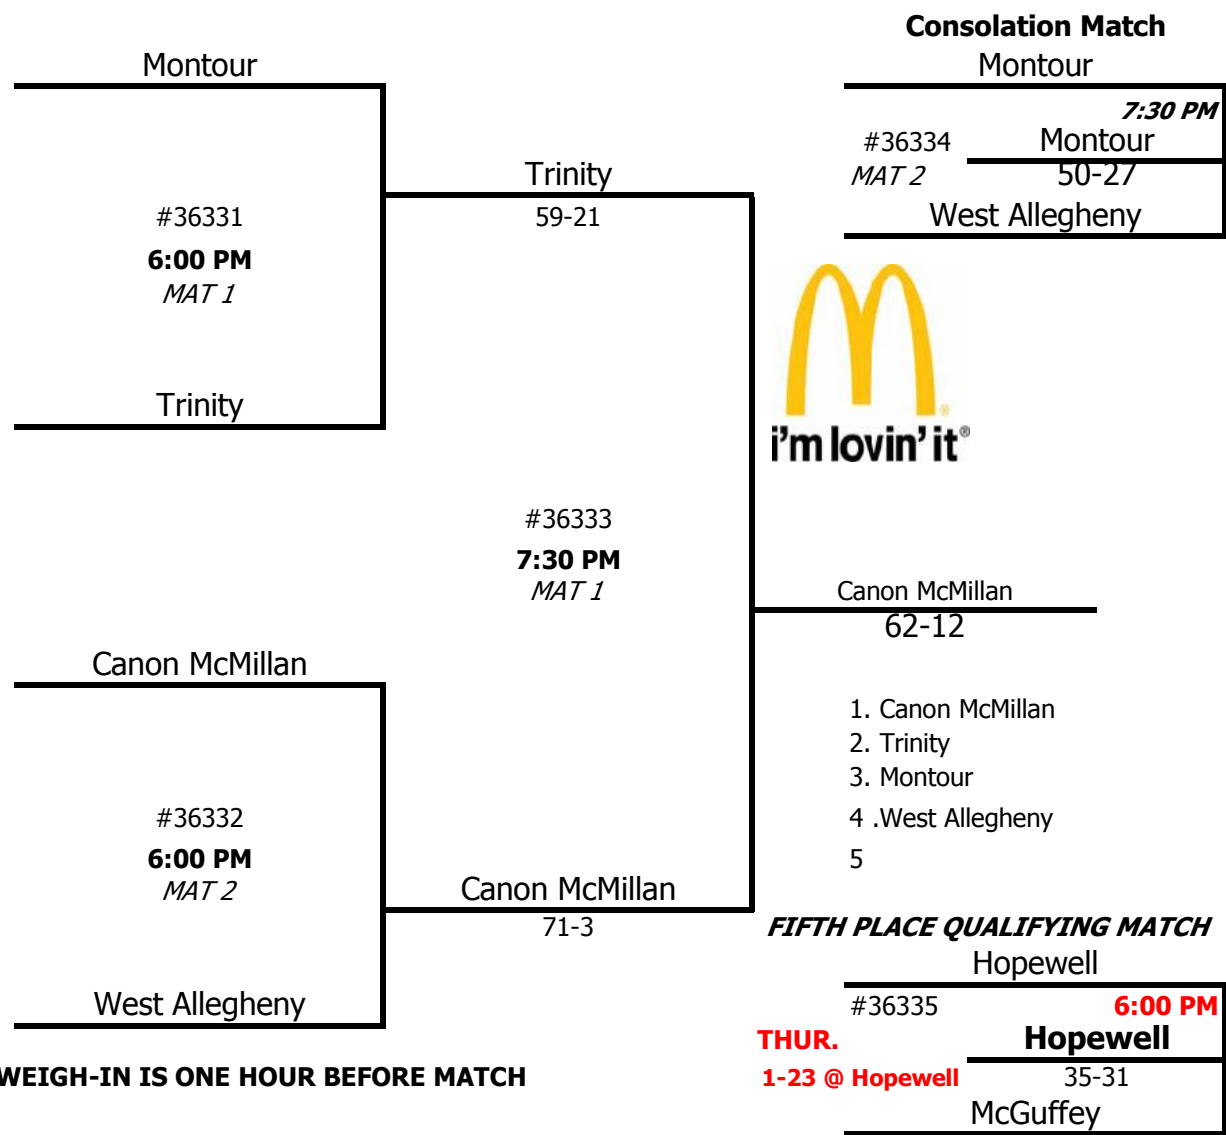 Consolation Match
Montour
Montour
7:30 PM
#36334
Montour
MAT 2
50-27
West Allegheny
Trinity
59-21
#36331
6:00 PM
MAT 1
Trinity
i'm lovin' it®
#36333
7:30 PM
MAT 1
Canon McMillan
62-12
Canon McMillan
1. Canon McMillan
2. Trinity
3. Montour
4 .West Allegheny
5
#36332
6:00 PM
MAT 2
Canon McMillan
71-3
West Allegheny
FIFTH PLACE QUALIFYING MATCH
Hopewell
#36335
6:00 PM
THUR.
Hopewell
1-23 @ Hopewell
35-31
McGuffey
WEIGH-IN IS ONE HOUR BEFORE MATCH